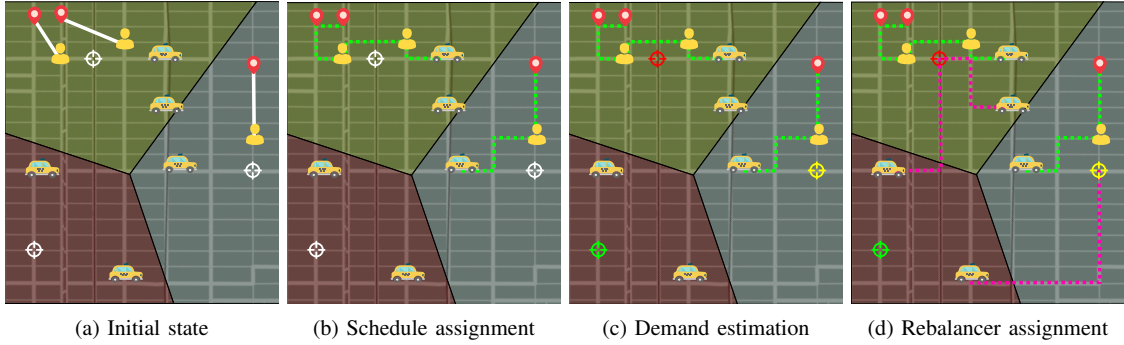 (a) Initial state
(b) Schedule assignment
(c) Demand estimation
(d) Rebalancer assignment